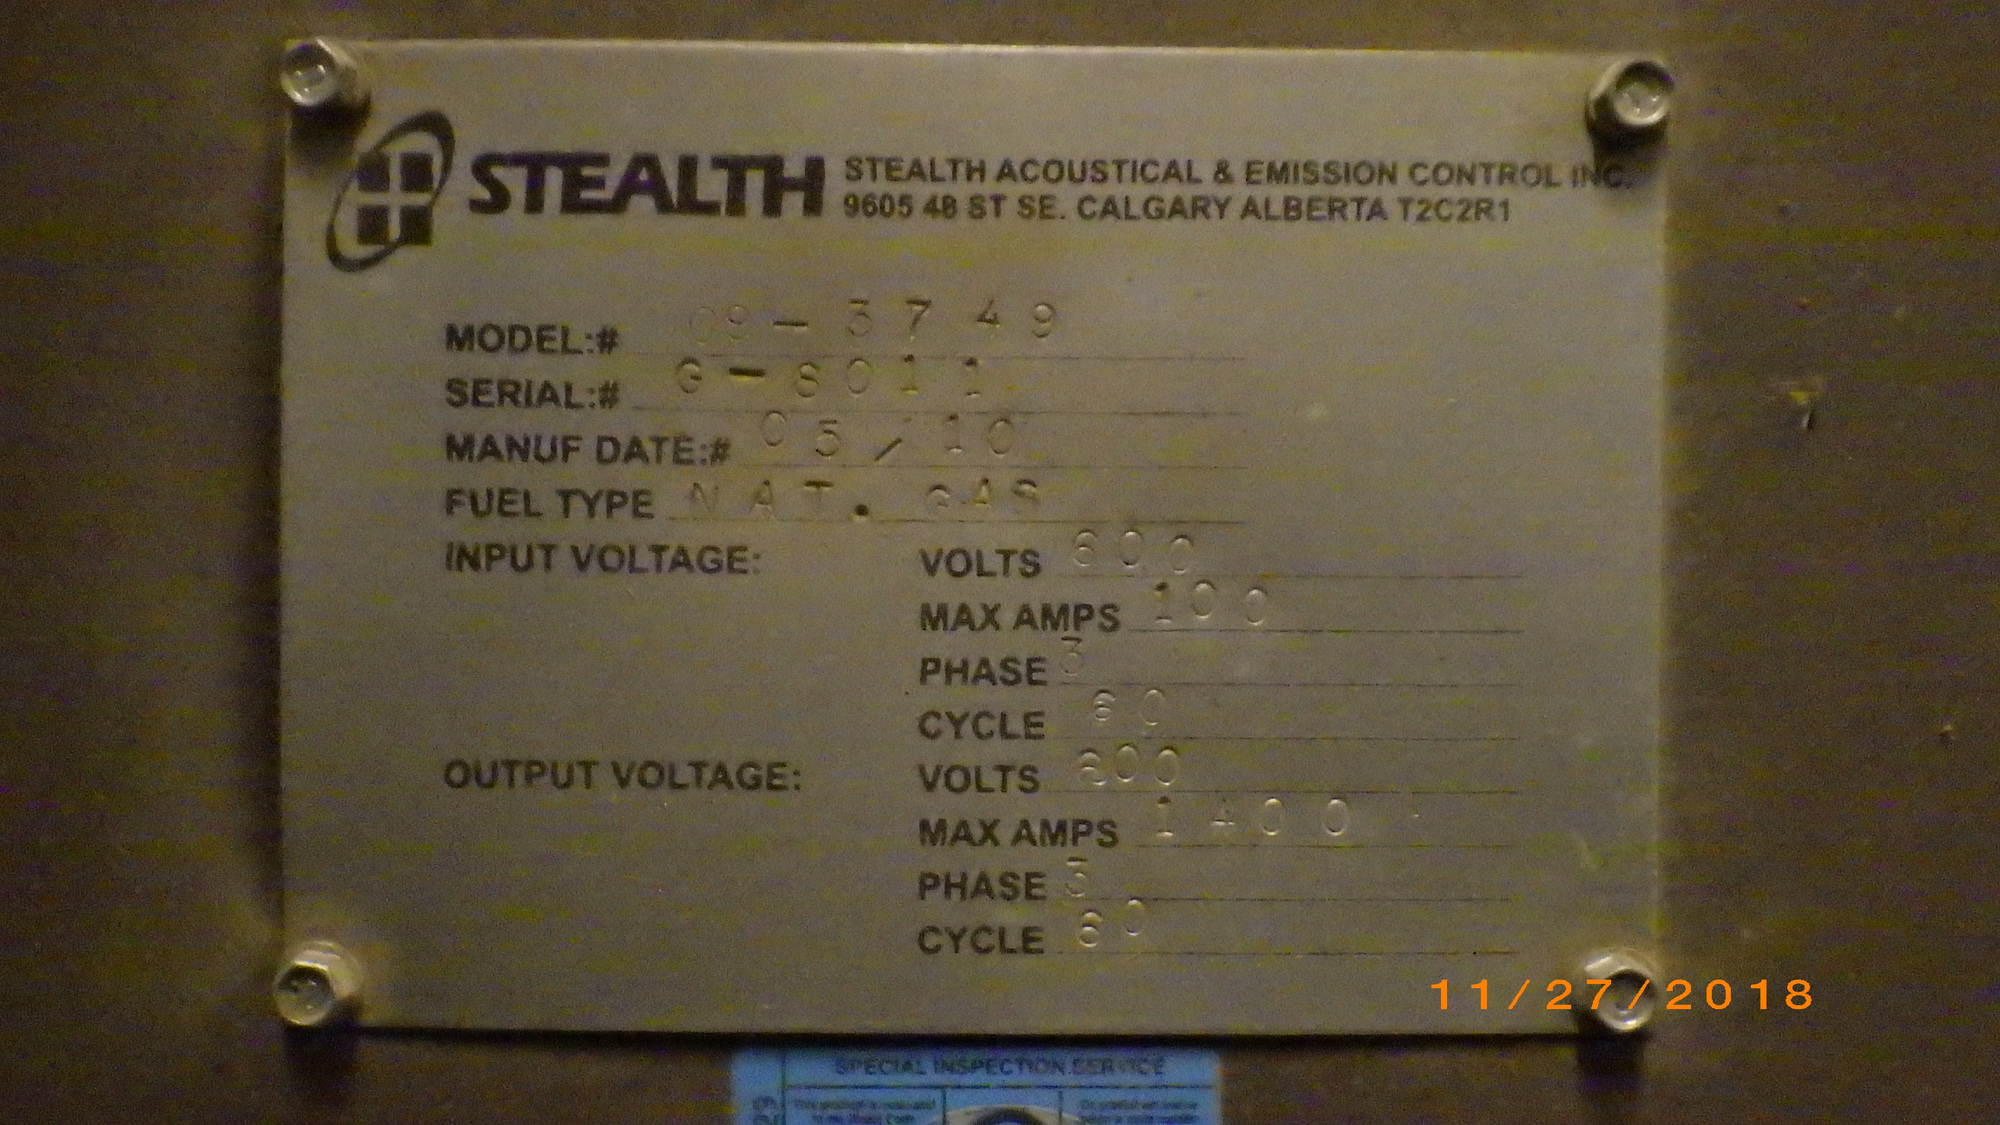 STEALTH STEALTH ACOUSTICAL & EMISSION CONTROL INC.
9605 48 ST SE. CALGARY ALBERTA T2C2R1
MODEL:# 09-3749
SERIAL:# G-8011
MANUF DATE:# 05/10
FUEL TYPE NAT. GAS
INPUT VOLTAGE: VOLTS 600
MAX AMPS 100
PHASE 3
CYCLE 60
OUTPUT VOLTAGE: VOLTS 600
MAX AMPS 1400
PHASE 3
CYCLE 60
11/27/2018
SPECIAL INSPECTION SERVICE